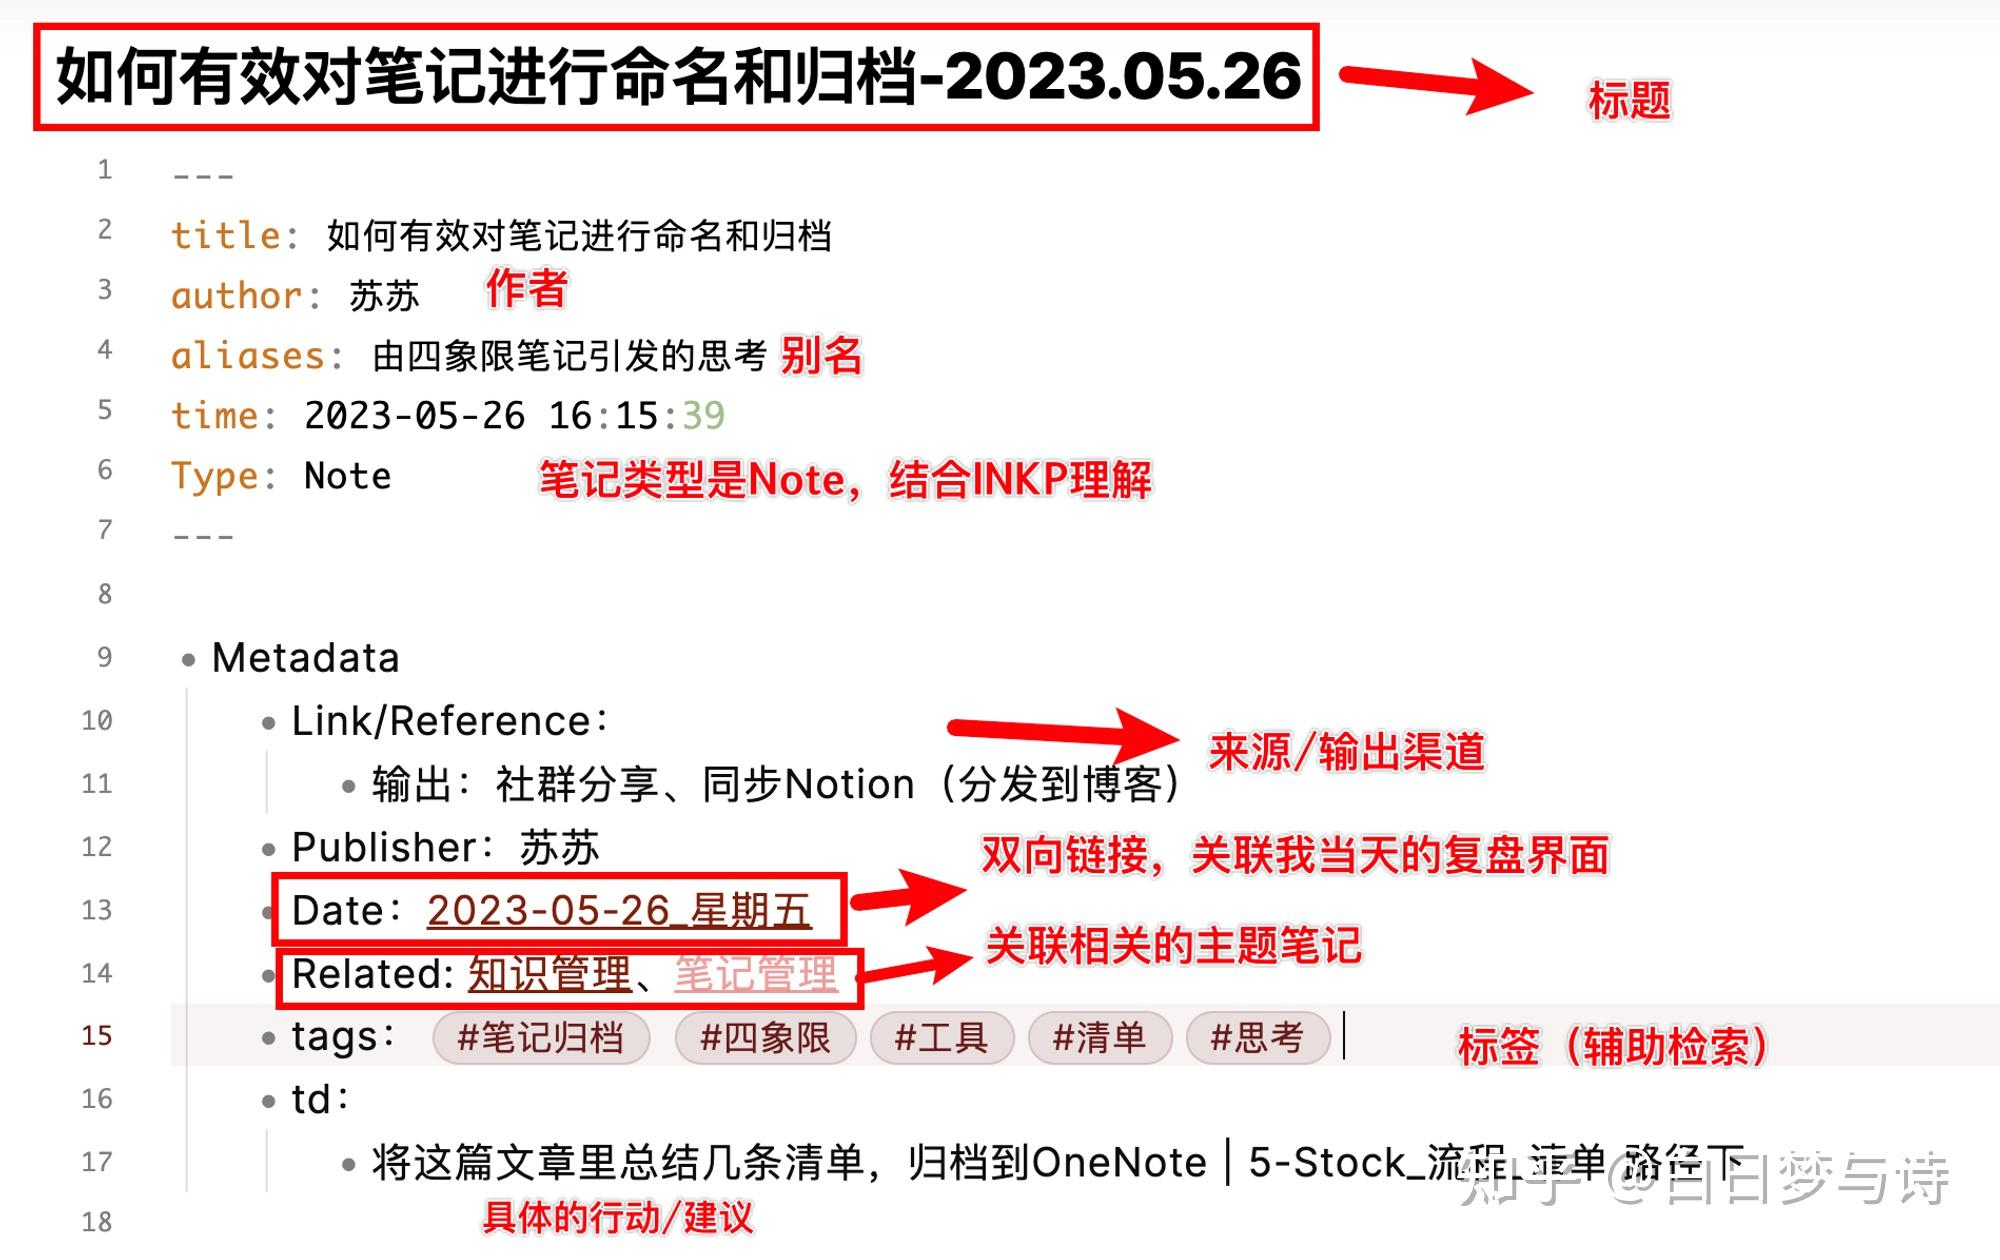 如何有效对笔记进行命名和归档-2023.05.26 标题
1 ---
2 title: 如何有效对笔记进行命名和归档
3 author: 苏苏 作者
4 aliases: 由四象限笔记引发的思考 别名
5 time: 2023-05-26 16:15:39
6 Type: Note 笔记类型是Note，结合INKP理解
7 ---
8
9 • Metadata
10 • Link/Reference：
来源/输出渠道
11 • 输出：社群分享、同步Notion（分发到博客）
12 • Publisher：苏苏
双向链接，关联我当天的复盘界面
13 • Date：2023-05-26_星期五
关联相关的主题笔记
14 • Related: 知识管理、笔记管理
15 • tags： #笔记归档 #四象限 #工具 #清单 #思考 标签（辅助检索）
16 • td：
17 • 将这篇文章里总结几条清单，归档到OneNote | 5-Stock_流程_清单 路径下
知乎 @白日梦与诗
18 具体的行动/建议